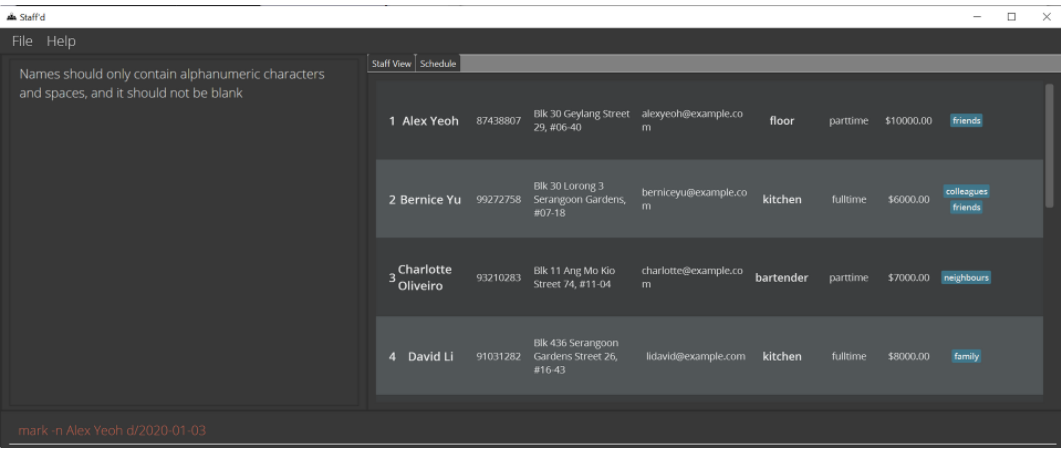 Staff'd
File Help
Names should only contain alphanumeric characters
and spaces, and it should not be blank
Staff View Schedule
1 Alex Yeoh 87438807 Blk 30 Geylang Street 29, #06-40 alexyeoh@example.com floor parttime $10000.00 friends
2 Bernice Yu 99272758 Blk 30 Lorong 3 Serangoon Gardens, #07-18 berniceyu@example.com kitchen fulltime $6000.00 colleagues friends
3 Charlotte Oliveiro 93210283 Blk 11 Ang Mo Kio Street 74, #11-04 charlotte@example.com bartender parttime $7000.00 neighbours
4 David Li 91031282 Blk 436 Serangoon Gardens Street 26, #16-43 lidavid@example.com kitchen fulltime $8000.00 family
mark -n Alex Yeoh d/2020-01-03